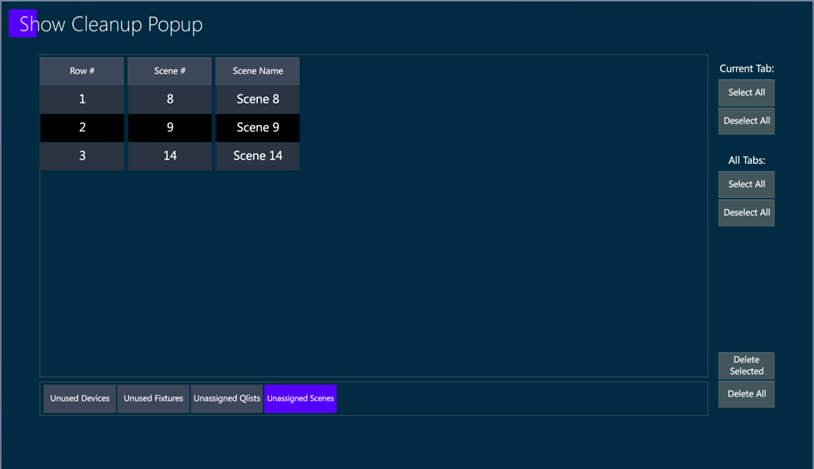 Show Cleanup Popup
Row # Scene # Scene Name
1 8 Scene 8
2 9 Scene 9
3 14 Scene 14
Current Tab:
Select All
Deselect All
All Tabs:
Select All
Deselect All
Delete
Selected
Delete All
Unused Devices Unused Fixtures Unassigned Qlists Unassigned Scenes